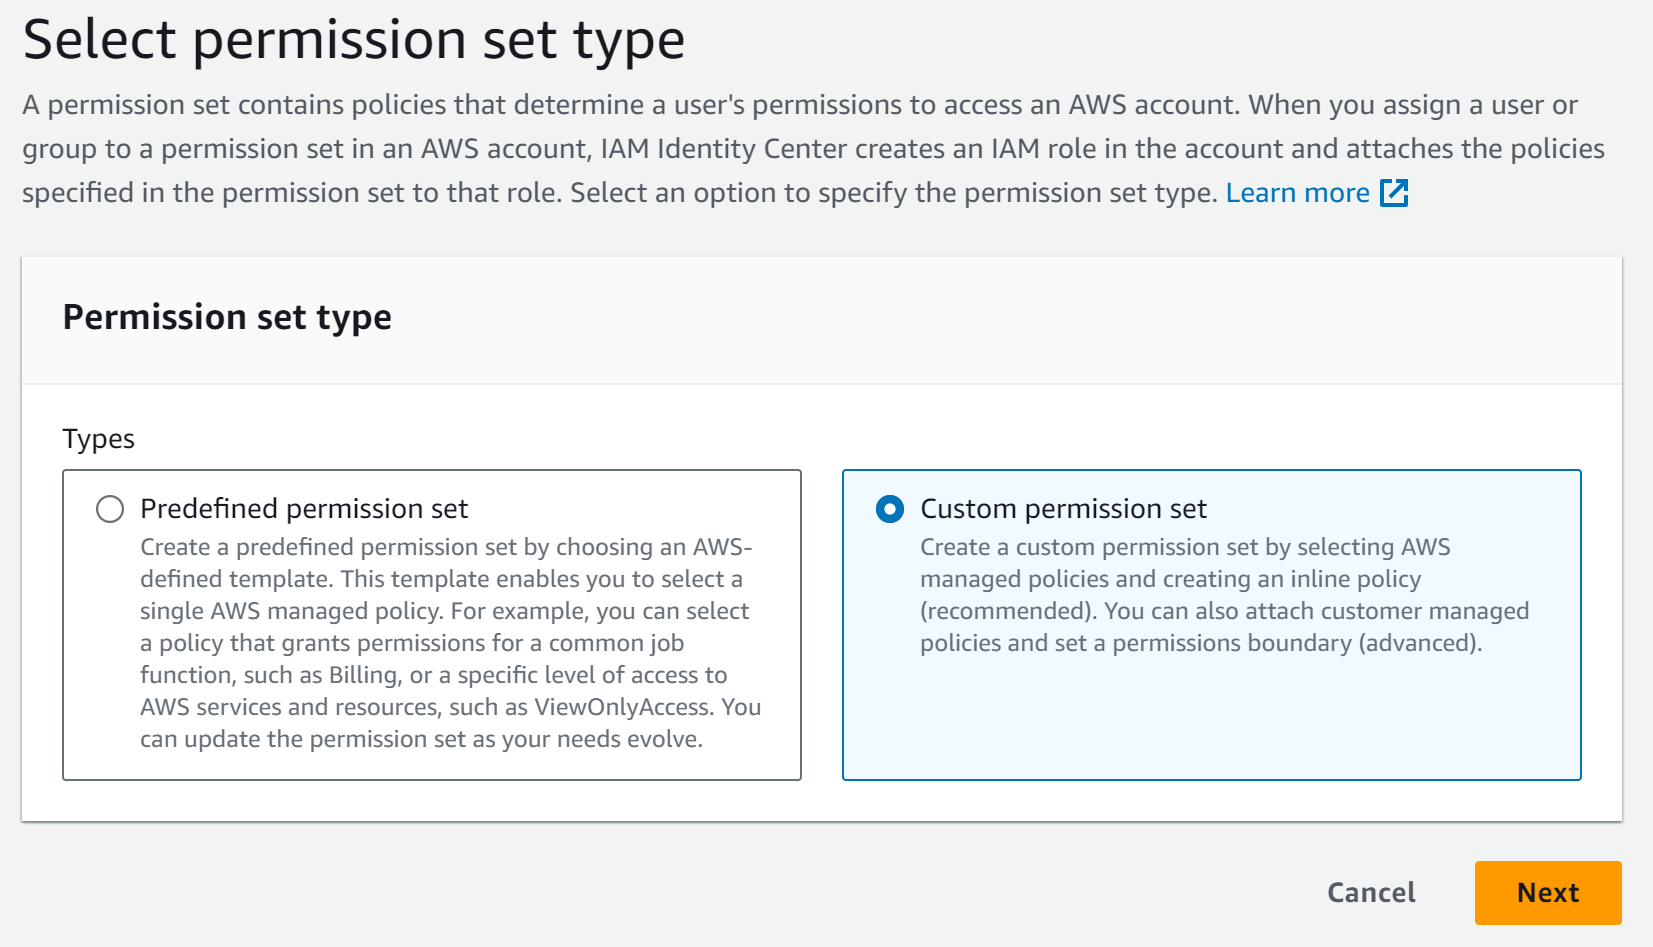 Select permission set type
A permission set contains policies that determine a user's permissions to access an AWS account. When you assign a user or
group to a permission set in an AWS account, IAM Identity Center creates an IAM role in the account and attaches the policies
specified in the permission set to that role. Select an option to specify the permission set type. Learn more
Permission set type
Types
Predefined permission set
Create a predefined permission set by choosing an AWS-
defined template. This template enables you to select a
single AWS managed policy. For example, you can select
a policy that grants permissions for a common job
function, such as Billing, or a specific level of access to
AWS services and resources, such as ViewOnlyAccess. You
can update the permission set as your needs evolve.
Custom permission set
Create a custom permission set by selecting AWS
managed policies and creating an inline policy
(recommended). You can also attach customer managed
policies and set a permissions boundary (advanced).
Cancel
Next